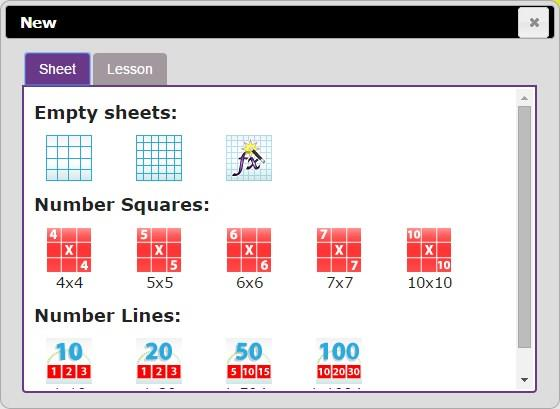 New
Sheet Lesson
Empty sheets:
fx
Number Squares:
4 X 4 5 X 5 6 X 6 7 X 7 10 X 10
4x4 5x5 6x6 7x7 10x10
Number Lines:
10 20 50 100
1 2 3 1 2 3 5 10 15 10 20 30